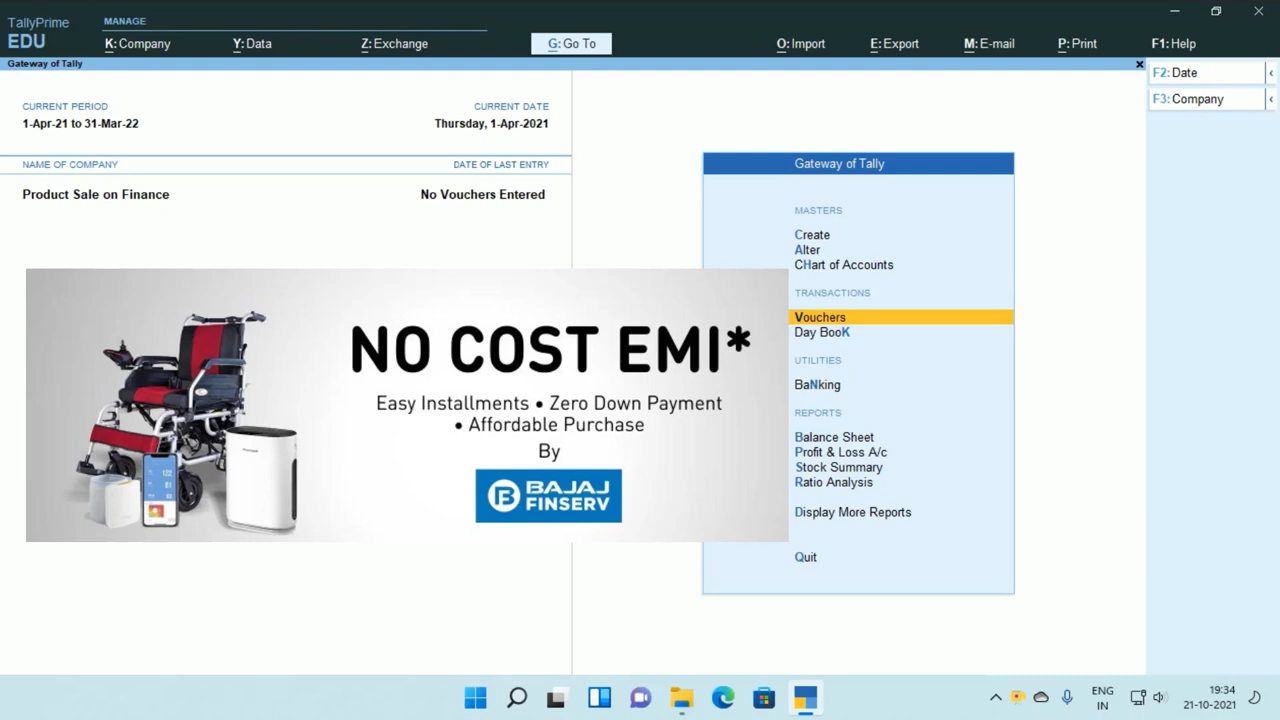 TallyPrime
EDU
MANAGE
K: Company
Y: Data
Z: Exchange
G: Go To
O: Import
E: Export
M: E-mail
P: Print
F1: Help
Gateway of Tally
×
F2: Date
F3: Company
CURRENT PERIOD
CURRENT DATE
1-Apr-21 to 31-Mar-22
Thursday, 1-Apr-2021
NAME OF COMPANY
DATE OF LAST ENTRY
Product Sale on Finance
No Vouchers Entered
Gateway of Tally
MASTERS
Create
Alter
CHart of Accounts
TRANSACTIONS
Vouchers
Day BooK
UTILITIES
BaNking
REPORTS
Balance Sheet
Profit & Loss A/c
Stock Summary
Ratio Analysis
Display More Reports
Quit
NO COST EMI*
Easy Installments • Zero Down Payment
• Affordable Purchase
By
BAJAJ
FINSERV
ENG
IN
19:34
21-10-2021